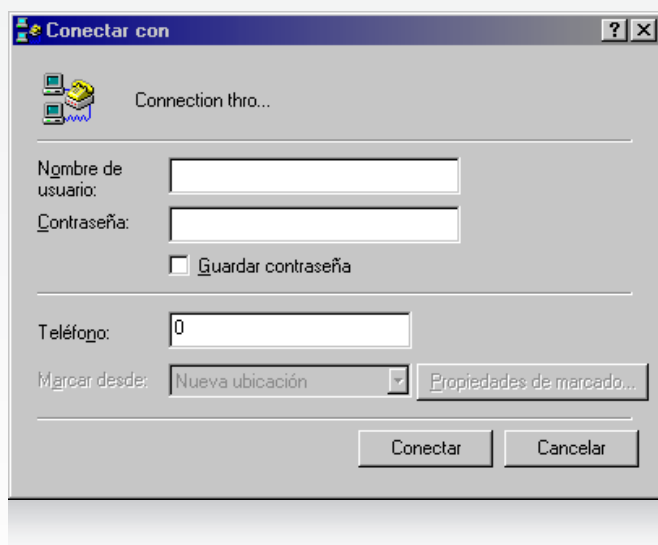 Conectar con
Connection thro...
Nombre de
usuario:
Contraseña:
Guardar contraseña
Teléfono: 0
Marcar desde: Nueva ubicación Propiedades de marcado...
Conectar Cancelar